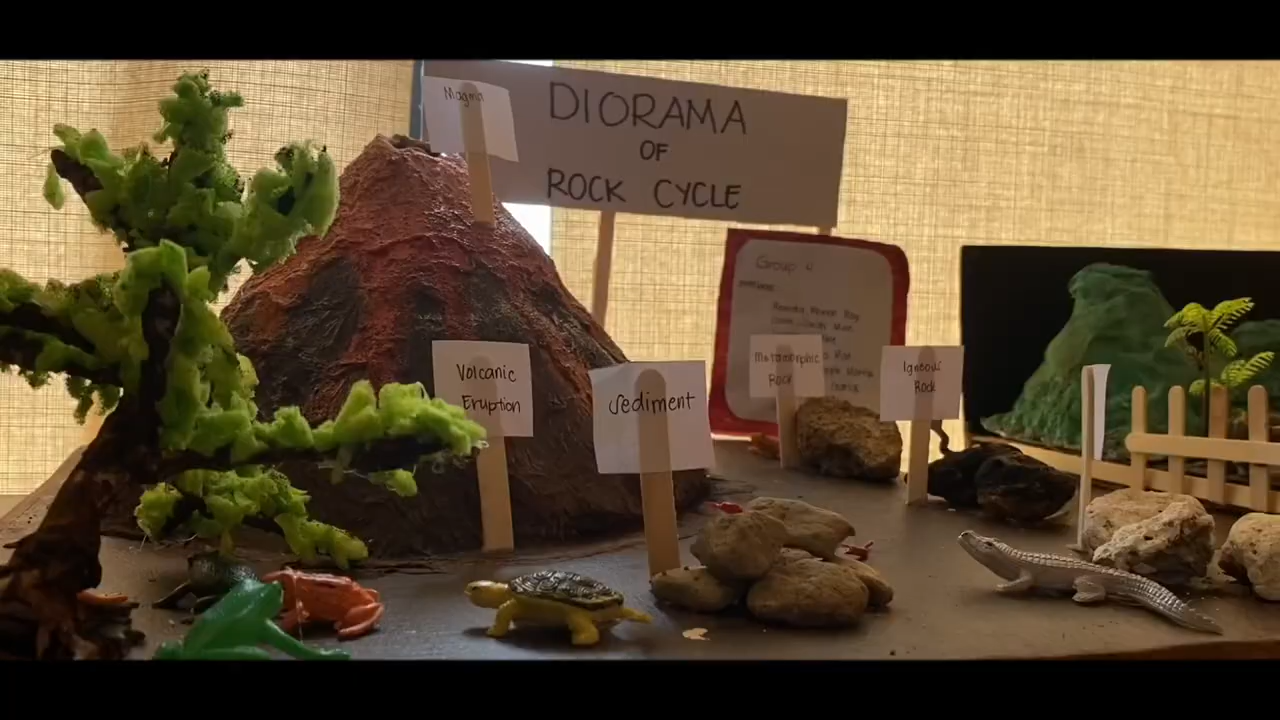 Magma
DIORAMA
OF
ROCK CYCLE
Group 4
Metamorphic
Rock
Igneous
Rock
Volcanic
Eruption
Sediment